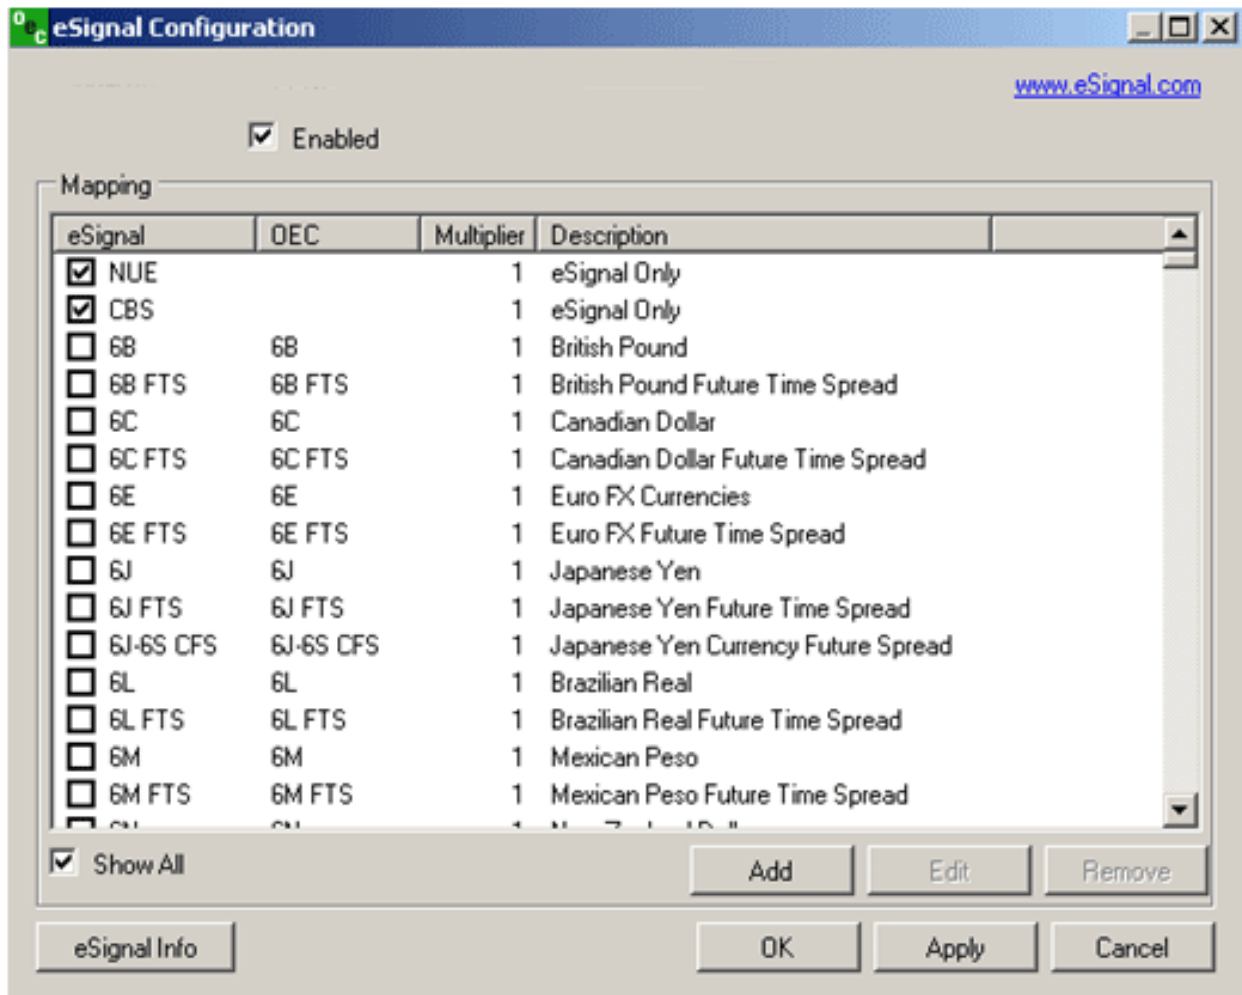 OeC eSignal Configuration
www.eSignal.com
Enabled
Mapping
eSignal OEC Multiplier Description
NUE 1 eSignal Only
CBS 1 eSignal Only
6B 6B 1 British Pound
6B FTS 6B FTS 1 British Pound Future Time Spread
6C 6C 1 Canadian Dollar
6C FTS 6C FTS 1 Canadian Dollar Future Time Spread
6E 6E 1 Euro FX Currencies
6E FTS 6E FTS 1 Euro FX Future Time Spread
6J 6J 1 Japanese Yen
6J FTS 6J FTS 1 Japanese Yen Future Time Spread
6J-6S CFS 6J-6S CFS 1 Japanese Yen Currency Future Spread
6L 6L 1 Brazilian Real
6L FTS 6L FTS 1 Brazilian Real Future Time Spread
6M 6M 1 Mexican Peso
6M FTS 6M FTS 1 Mexican Peso Future Time Spread
Show All Add Edit Remove
eSignal Info OK Apply Cancel